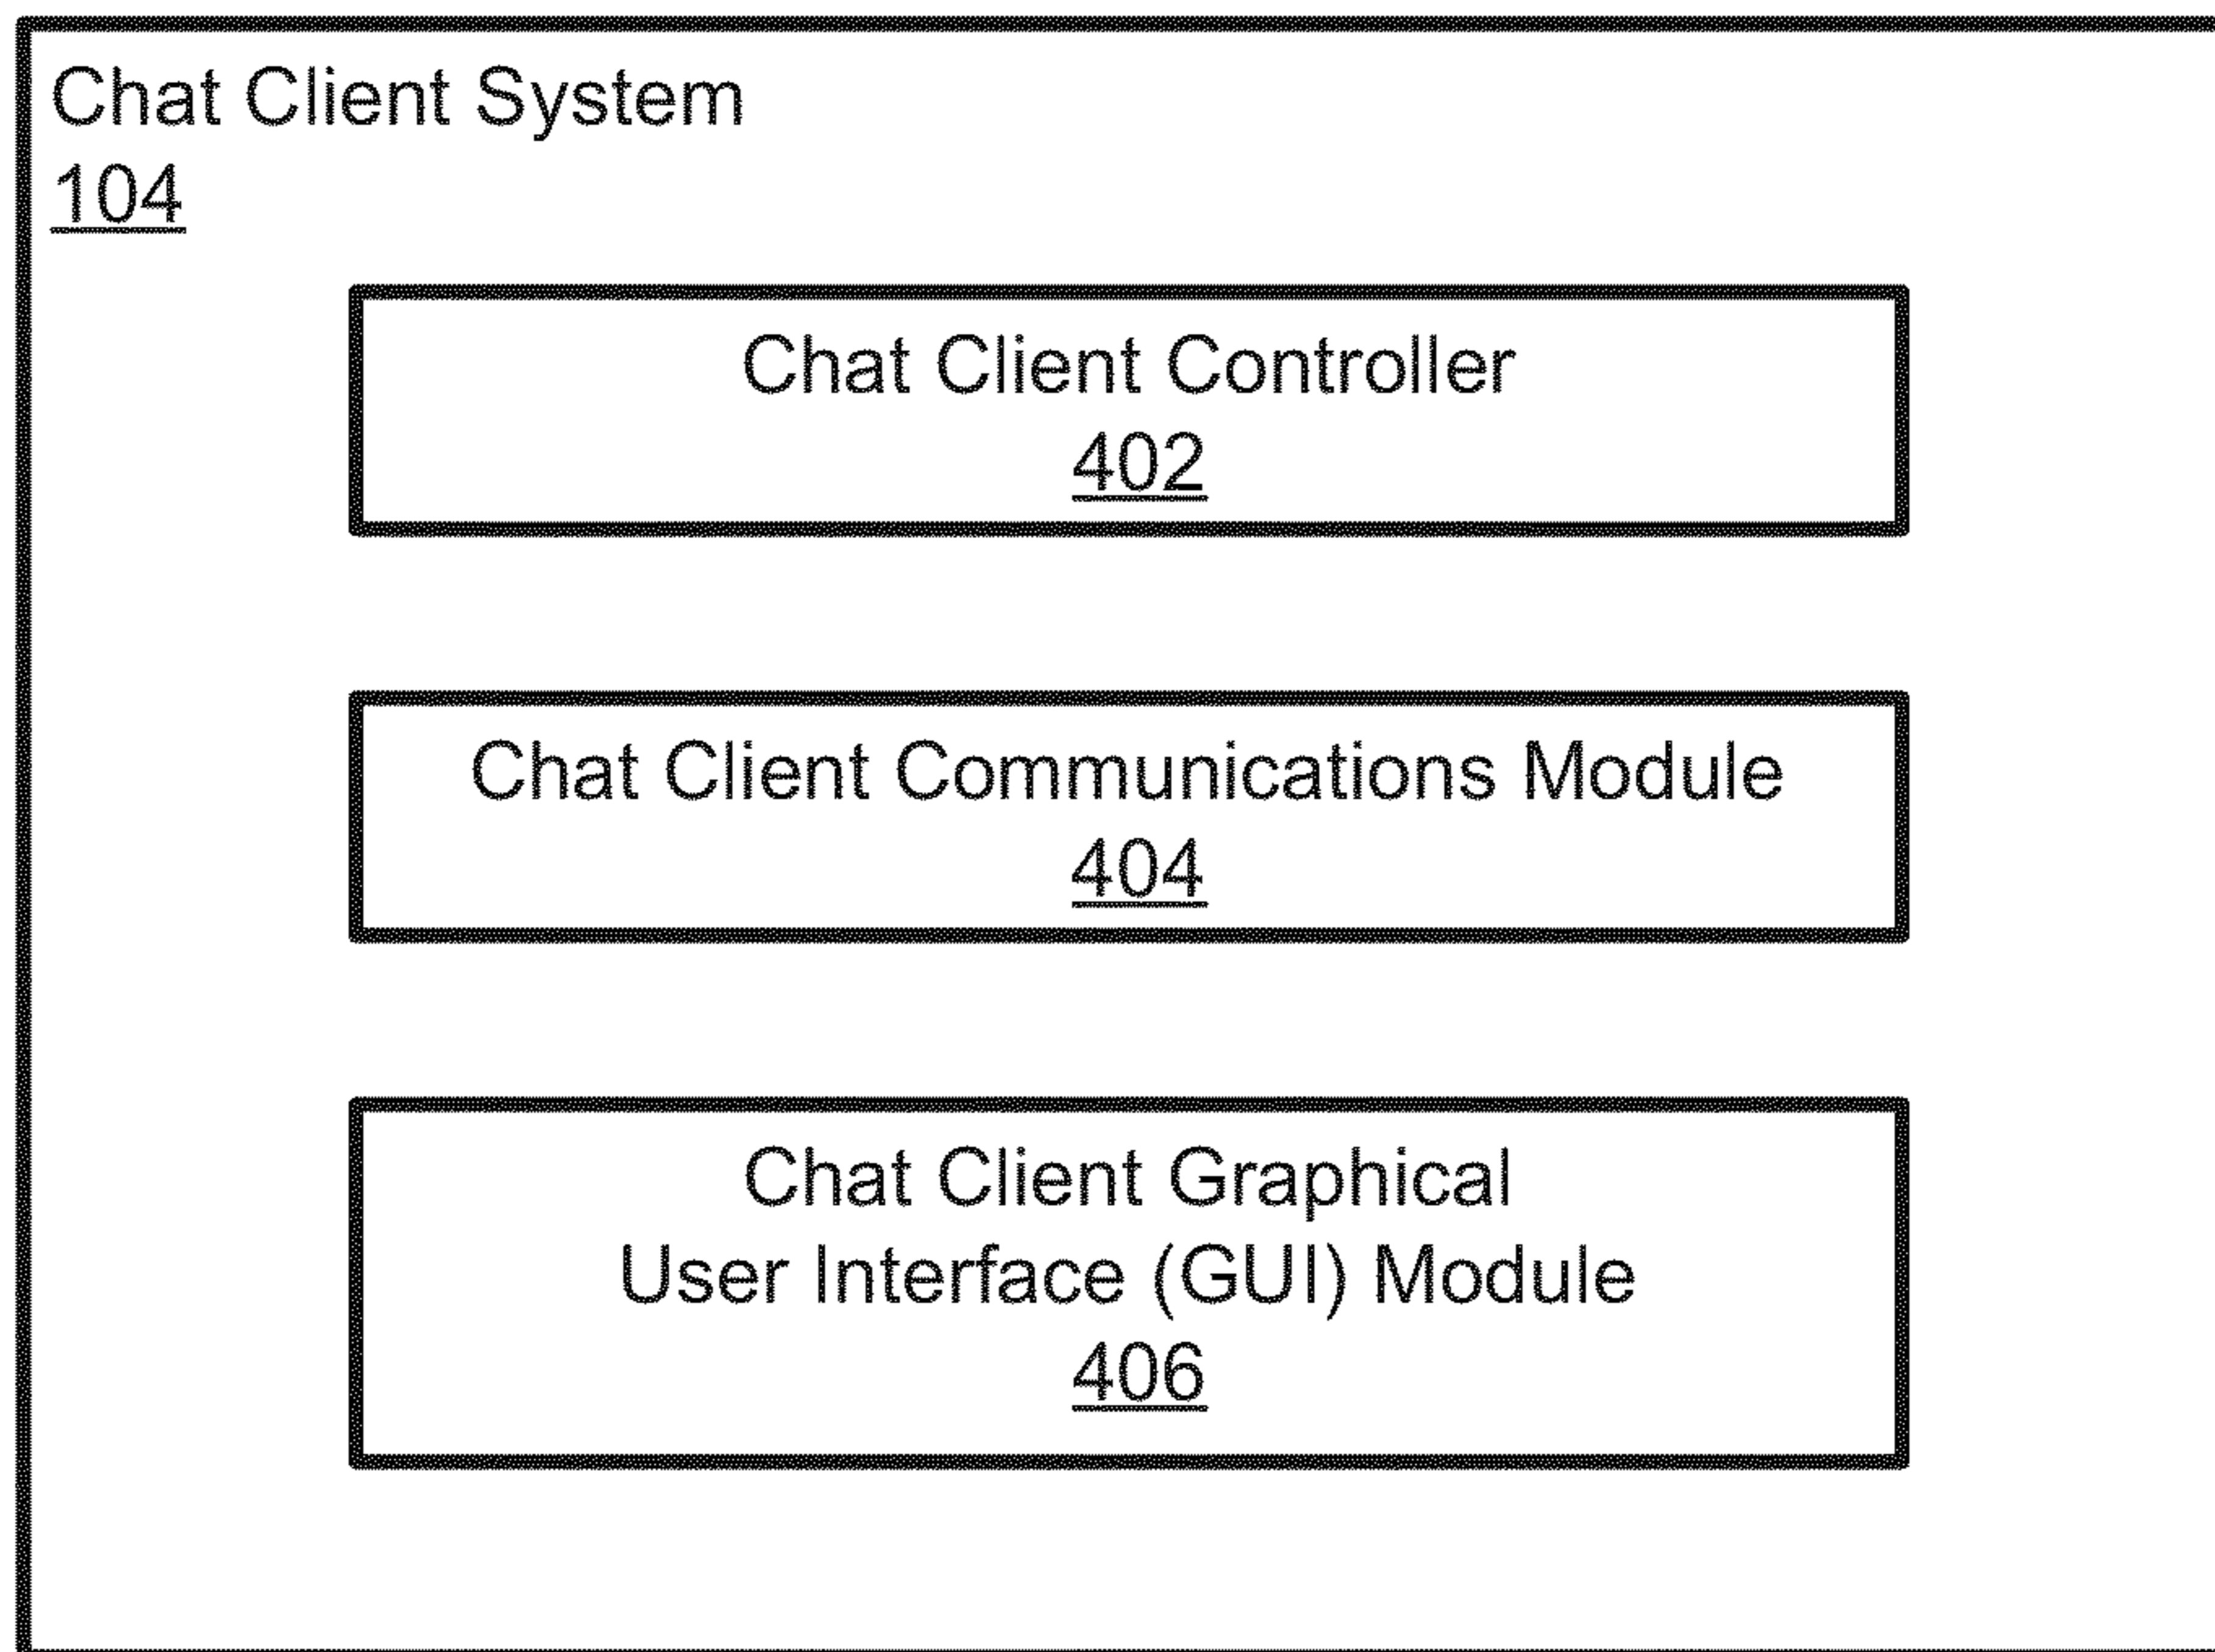 Chat Client System
104
Chat Client Controller
402
Chat Client Communications Module
404
Chat Client Graphical
User Interface (GUI) Module
406